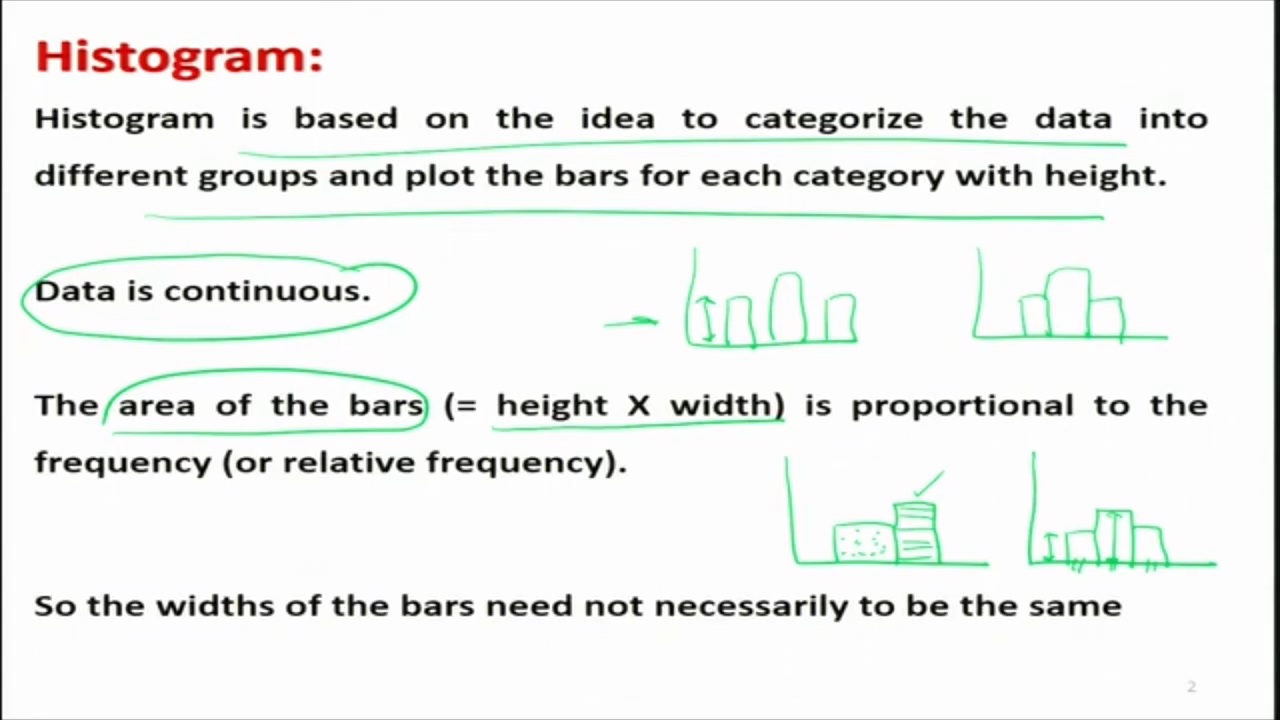 Histogram:
Histogram is based on the idea to categorize the data into
different groups and plot the bars for each category with height.
Data is continuous.
The area of the bars (= height X width) is proportional to the
frequency (or relative frequency).
So the widths of the bars need not necessarily to be the same
2